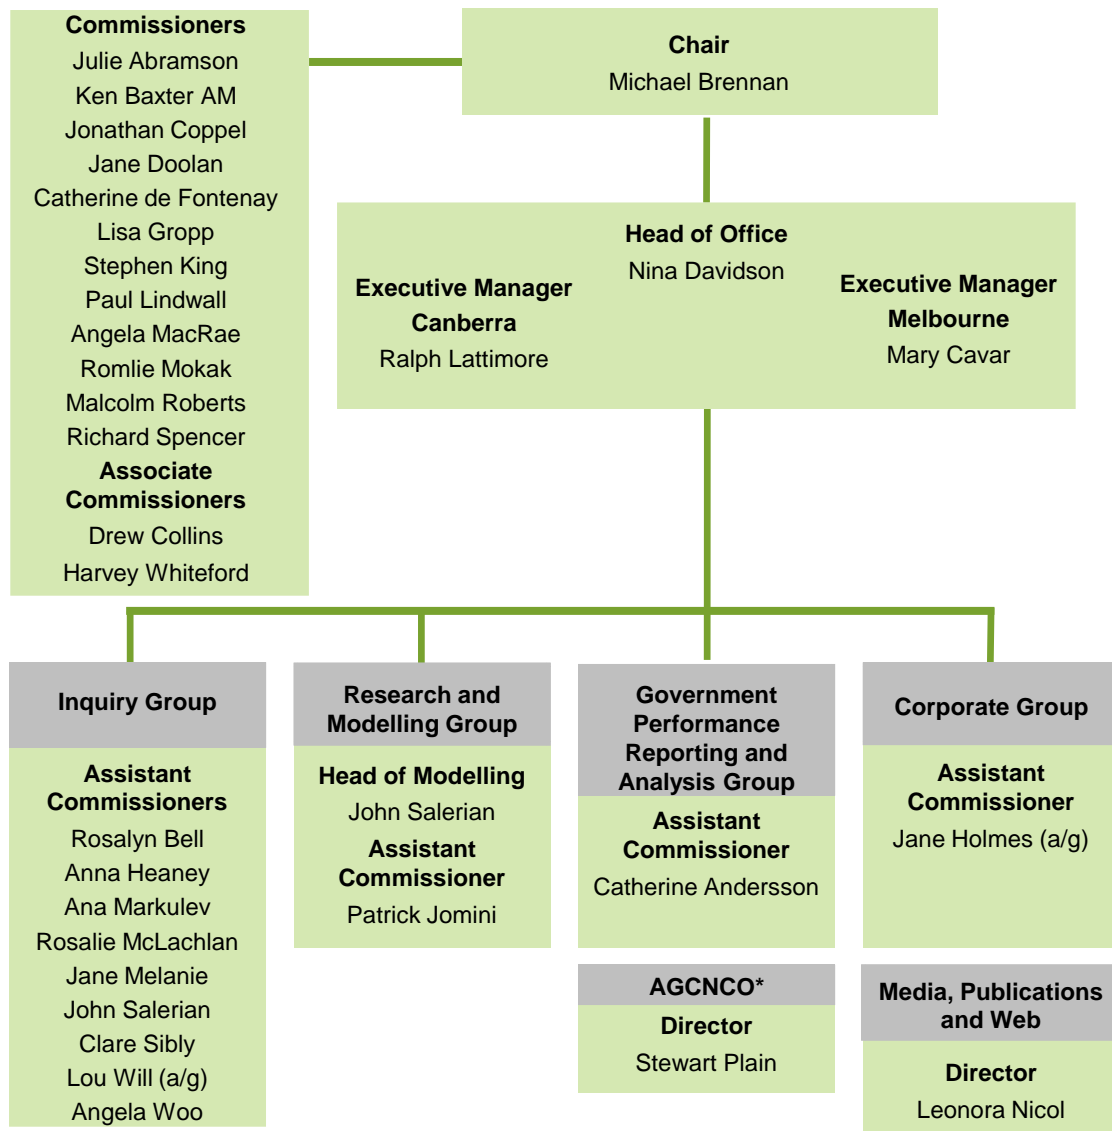 Commissioners
Julie Abramson
Ken Baxter AM
Jonathan Coppel
Jane Doolan
Catherine de Fontenay
Lisa Gropp
Stephen King
Paul Lindwall
Angela MacRae
Romlie Mokak
Malcolm Roberts
Richard Spencer
Associate
Commissioners
Drew Collins
Harvey Whiteford
Chair
Michael Brennan
Head of Office
Nina Davidson
Executive Manager
Canberra
Ralph Lattimore
Executive Manager
Melbourne
Mary Cavar
Inquiry Group
Assistant
Commissioners
Rosalyn Bell
Anna Heaney
Ana Markulev
Rosalie McLachlan
Jane Melanie
John Salerian
Clare Sibly
Lou Will (a/g)
Angela Woo
Research and
Modelling Group
Head of Modelling
John Salerian
Assistant
Commissioner
Patrick Jomini
Government
Performance
Reporting and
Analysis Group
Assistant
Commissioner
Catherine Andersson
AGCNCO*
Director
Stewart Plain
Corporate Group
Assistant
Commissioner
Jane Holmes (a/g)
Media, Publications
and Web
Director
Leonora Nicol